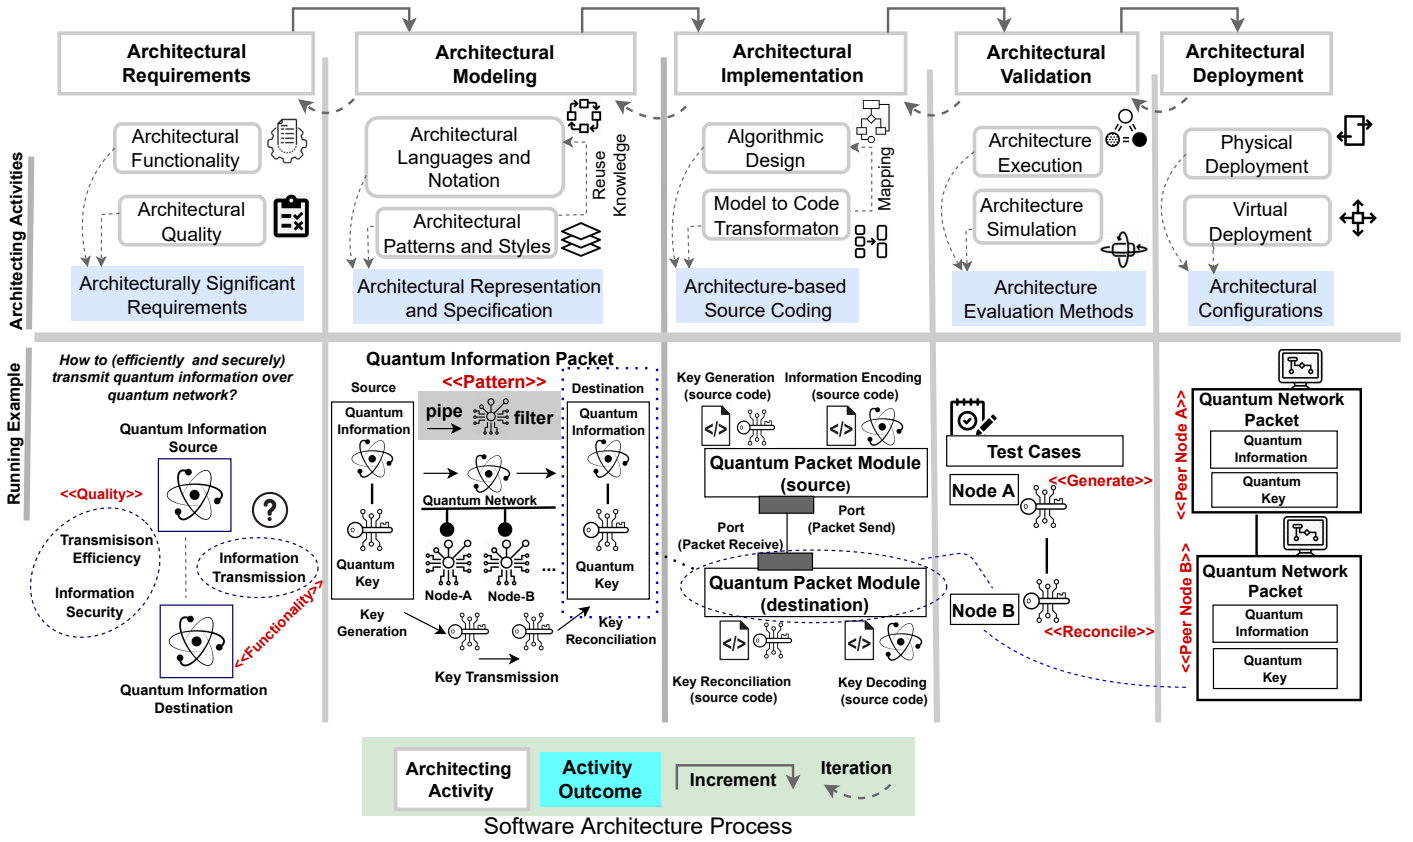 Architectural
Requirements
Architectural
Modeling
Architectural
Implementation
Architectural
Validation
Architectural
Deployment
Architecting Activities
Architectural
Functionality
Architectural
Quality
Architecturally Significant
Requirements
Architectural
Languages and
Notation
Architectural
Patterns and Styles
Reuse
Knowledge
Architectural Representation
and Specification
Algorithmic
Design
Model to Code
Transformaton
Mapping
Architecture-based
Source Coding
Architecture
Execution
Architecture
Simulation
Architecture
Evaluation Methods
Physical
Deployment
Virtual
Deployment
Architectural
Configurations
Running Example
How to (efficiently and securely)
transmit quantum information over
quantum network?
Quantum Information
Source
<<Quality>>
Transmisison
Efficiency
Information
Security
?
Information
Transmission
<<Functionality>>
Quantum Information
Destination
Quantum Information Packet
<<Pattern>>
Source
Quantum
Information
Quantum
Key
pipe
filter
Quantum Network
Node-A
Node-B
...
Destination
Quantum
Information
Quantum
Key
Key
Generation
Key
Reconciliation
Key Transmission
Key Generation
(source code)
Information Encoding
(source code)
</>
</>
Quantum Packet Module
(source)
Port
(Packet Send)
Port
(Packet Receive)
Quantum Packet Module
(destination)
</>
</>
Key Reconciliation
(source code)
Key Decoding
(source code)
Test Cases
Node A
<<Generate>>
Node B
<<Reconcile>>
<<Peer Node A>>
Quantum Network
Packet
Quantum
Information
Quantum
Key
<<Peer Node B>>
Quantum Network
Packet
Quantum
Information
Quantum
Key
Architecting
Activity
Activity
Outcome
Increment
Iteration
Software Architecture Process